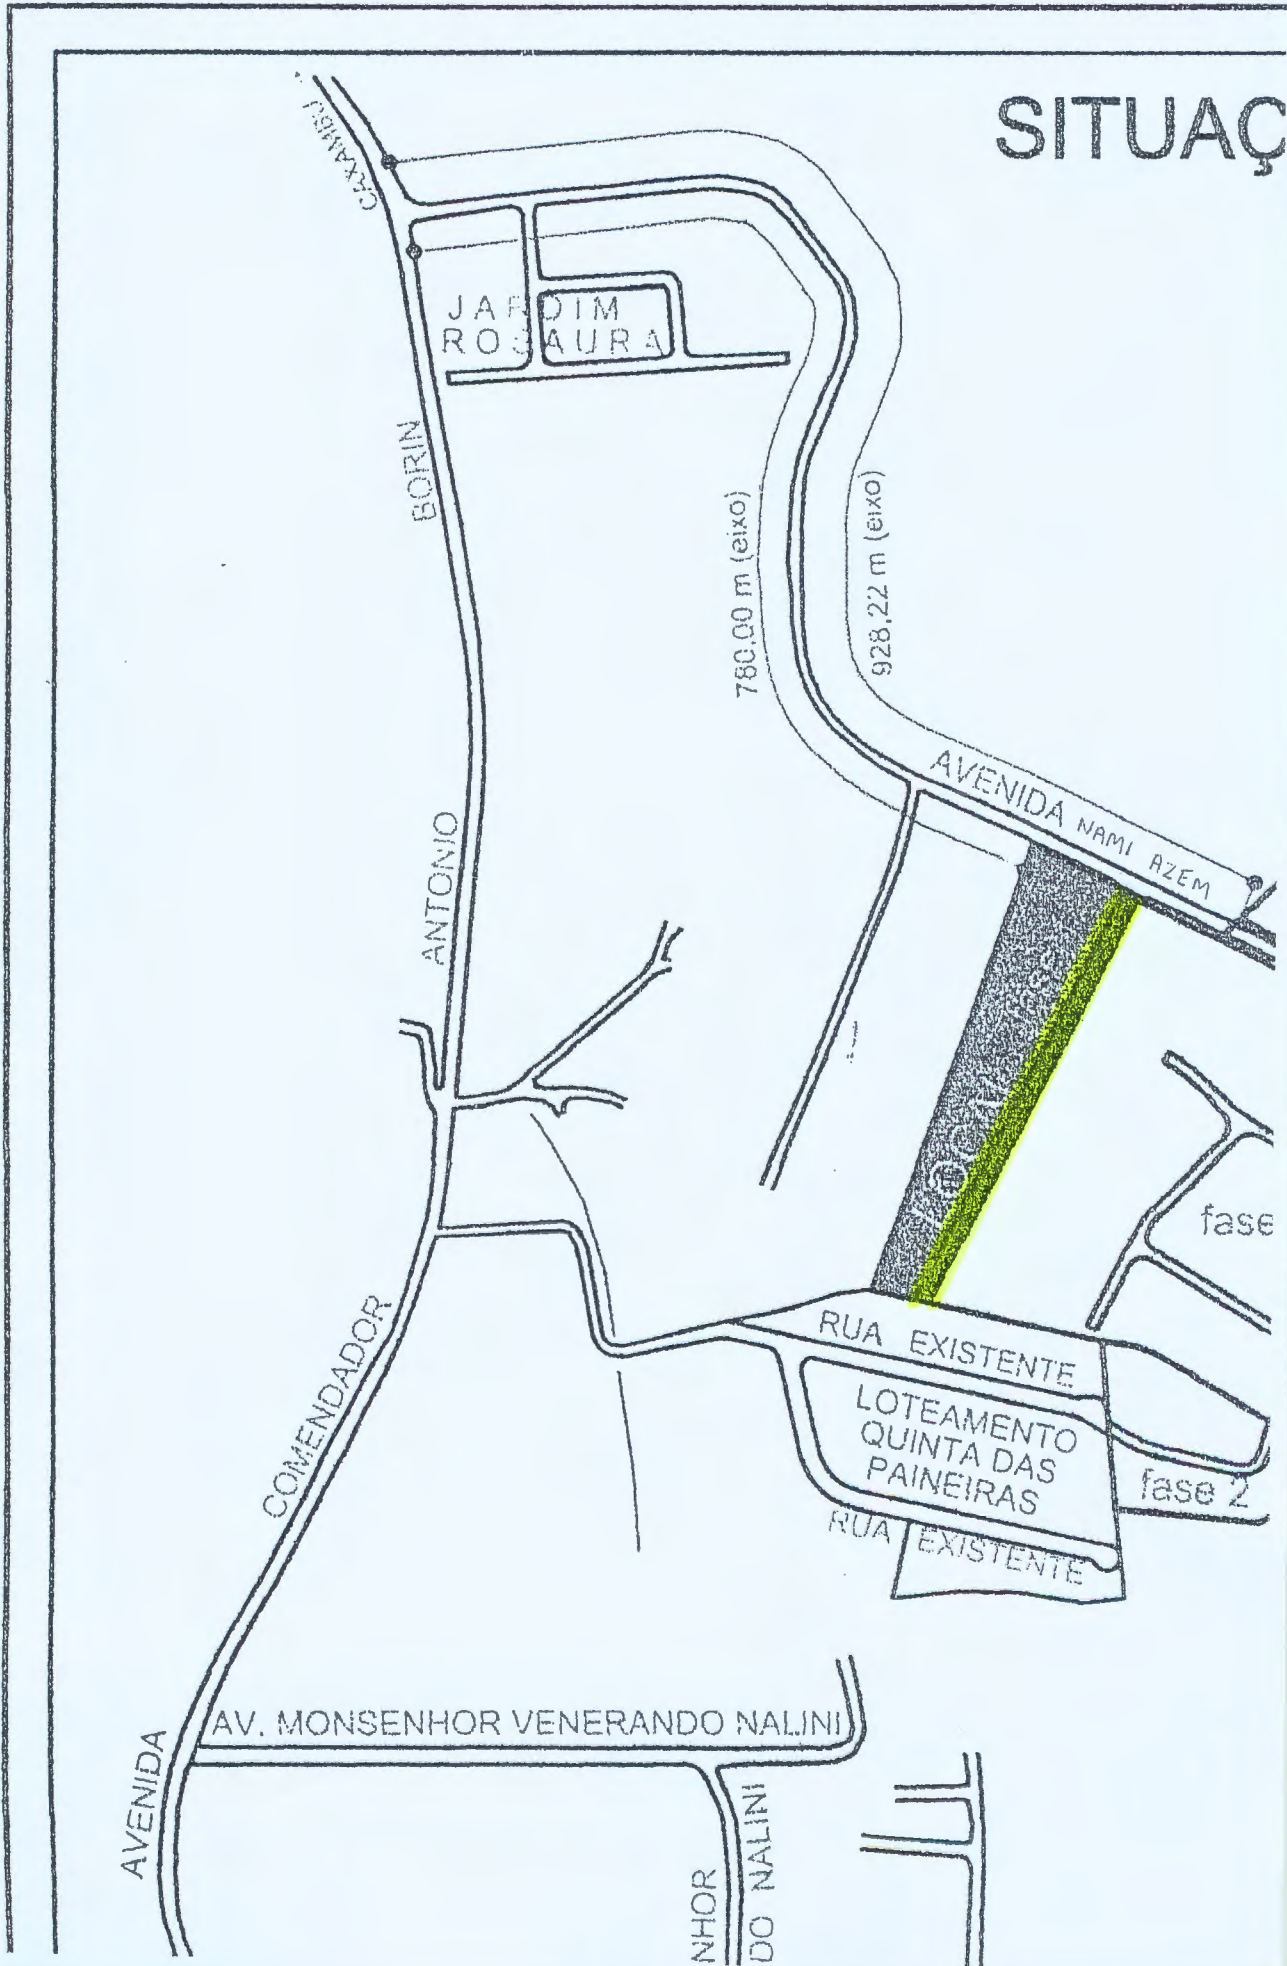 SITUAÇ
CAXAMBU
JARDIM
ROSAURA
BORIN
780,00 m (eixo)
928,22 m (eixo)
AVENIDA NAMI AZEM
ANTONIO
fase
RUA EXISTENTE
COMENDADOR
LOTEAMENTO
QUINTA DAS
PAINEIRAS
fase 2
RUA EXISTENTE
AV. MONSENHOR VENERANDO NALINI
AVENIDA
NHOR
DO NALINI